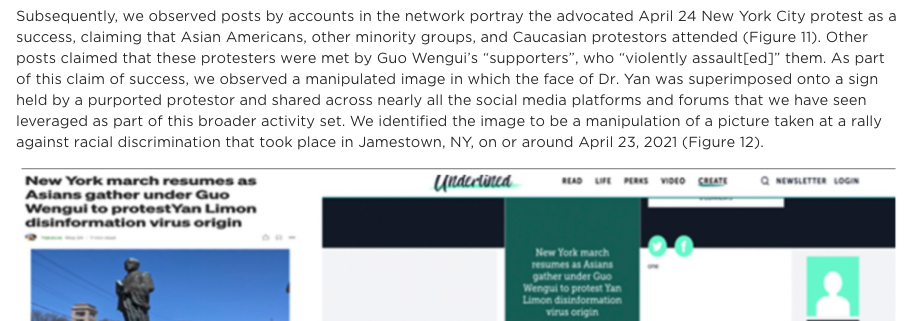 Subsequently, we observed posts by accounts in the network portray the advocated April 24 New York City protest as a
success, claiming that Asian Americans, other minority groups, and Caucasian protestors attended (Figure 11). Other
posts claimed that these protesters were met by Guo Wengui's “supporters”, who “violently assault[ed]” them. As part
of this claim of success, we observed a manipulated image in which the face of Dr. Yan was superimposed onto a sign
held by a purported protestor and shared across nearly all the social media platforms and forums that we have seen
leveraged as part of this broader activity set. We identified the image to be a manipulation of a picture taken at a rally
against racial discrimination that took place in Jamestown, NY, on or around April 23, 2021 (Figure 12).
New York march resumes as
Asians gather under Guo
Wengui to protestYan Limon
disinformation virus origin
Underlined
READ LIFE PERKS VIDEO CREATE NEWSLETTER LOGIN
New York march
resumes as Asians
gather under Guo
Wengui to protest Yan
Limon disinformation
virus origin